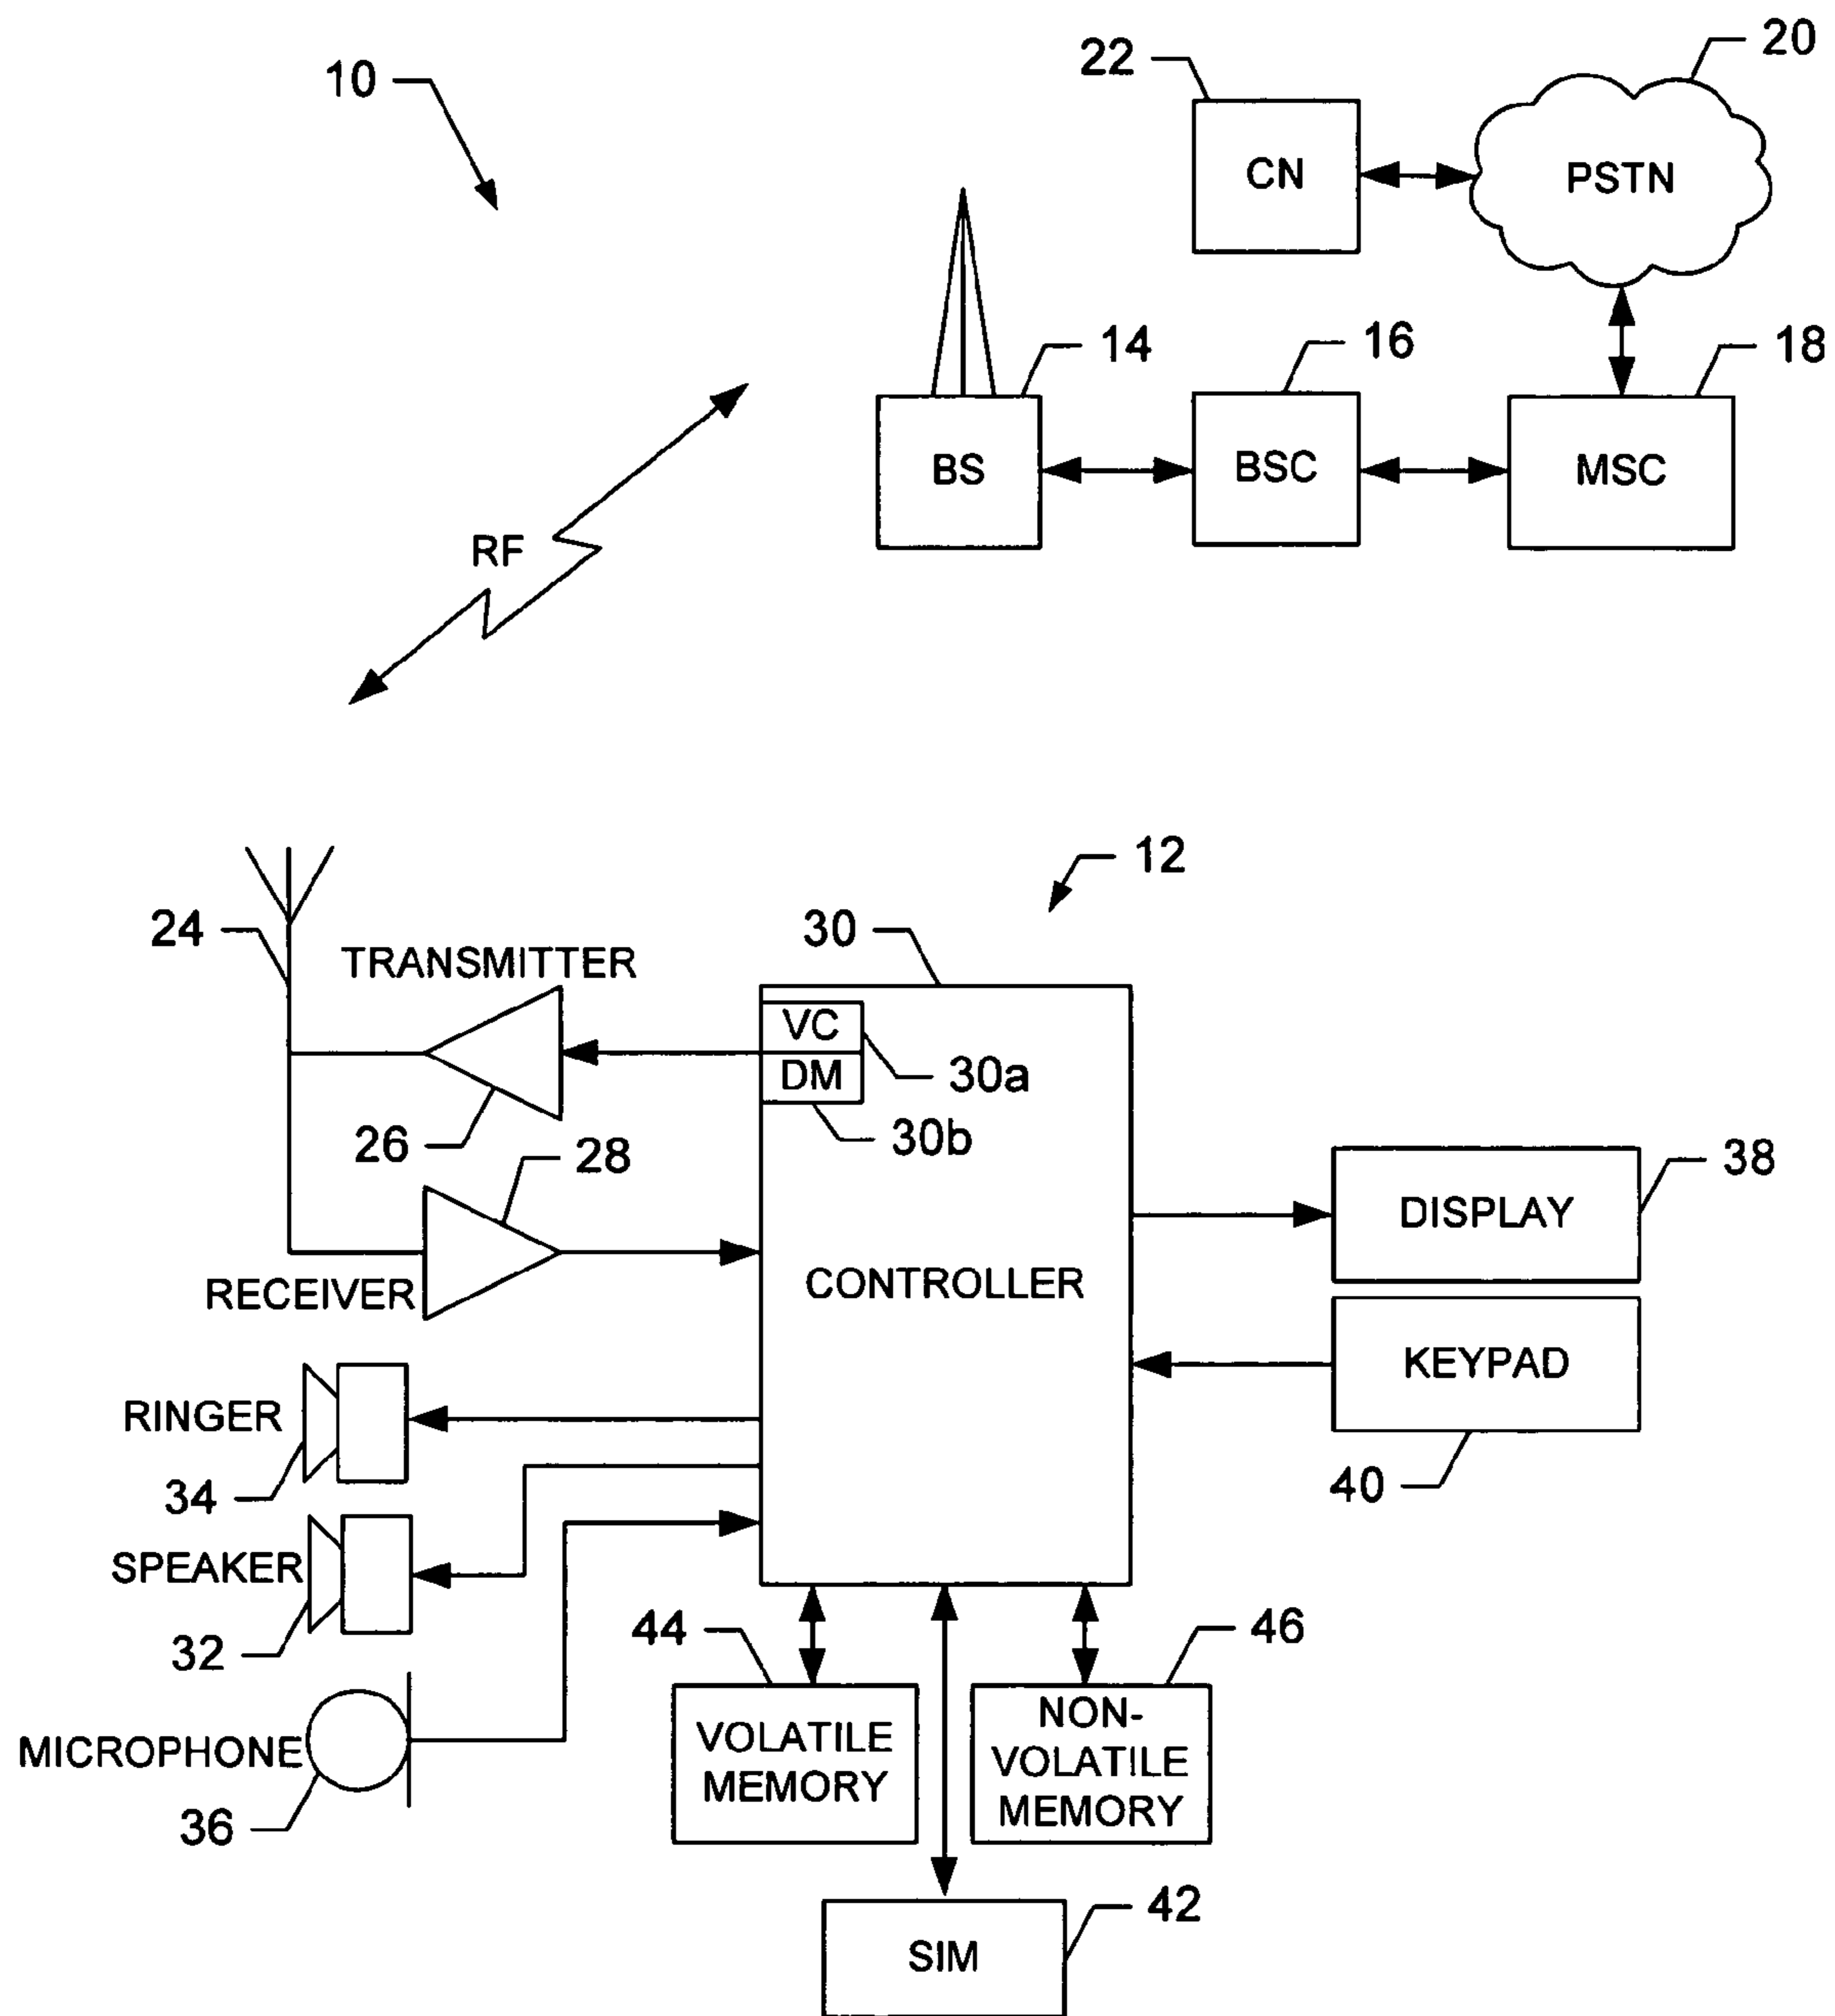 20
22
10
CN
PSTN
14
16
18
BS
BSC
MSC
RF
12
24
30
TRANSMITTER
VC
30a
DM
26
30b
28
38
DISPLAY
RECEIVER
CONTROLLER
KEYPAD
RINGER
34
40
SPEAKER
32
44
46
MICROPHONE
VOLATILE
MEMORY
NON-
VOLATILE
MEMORY
36
42
SIM